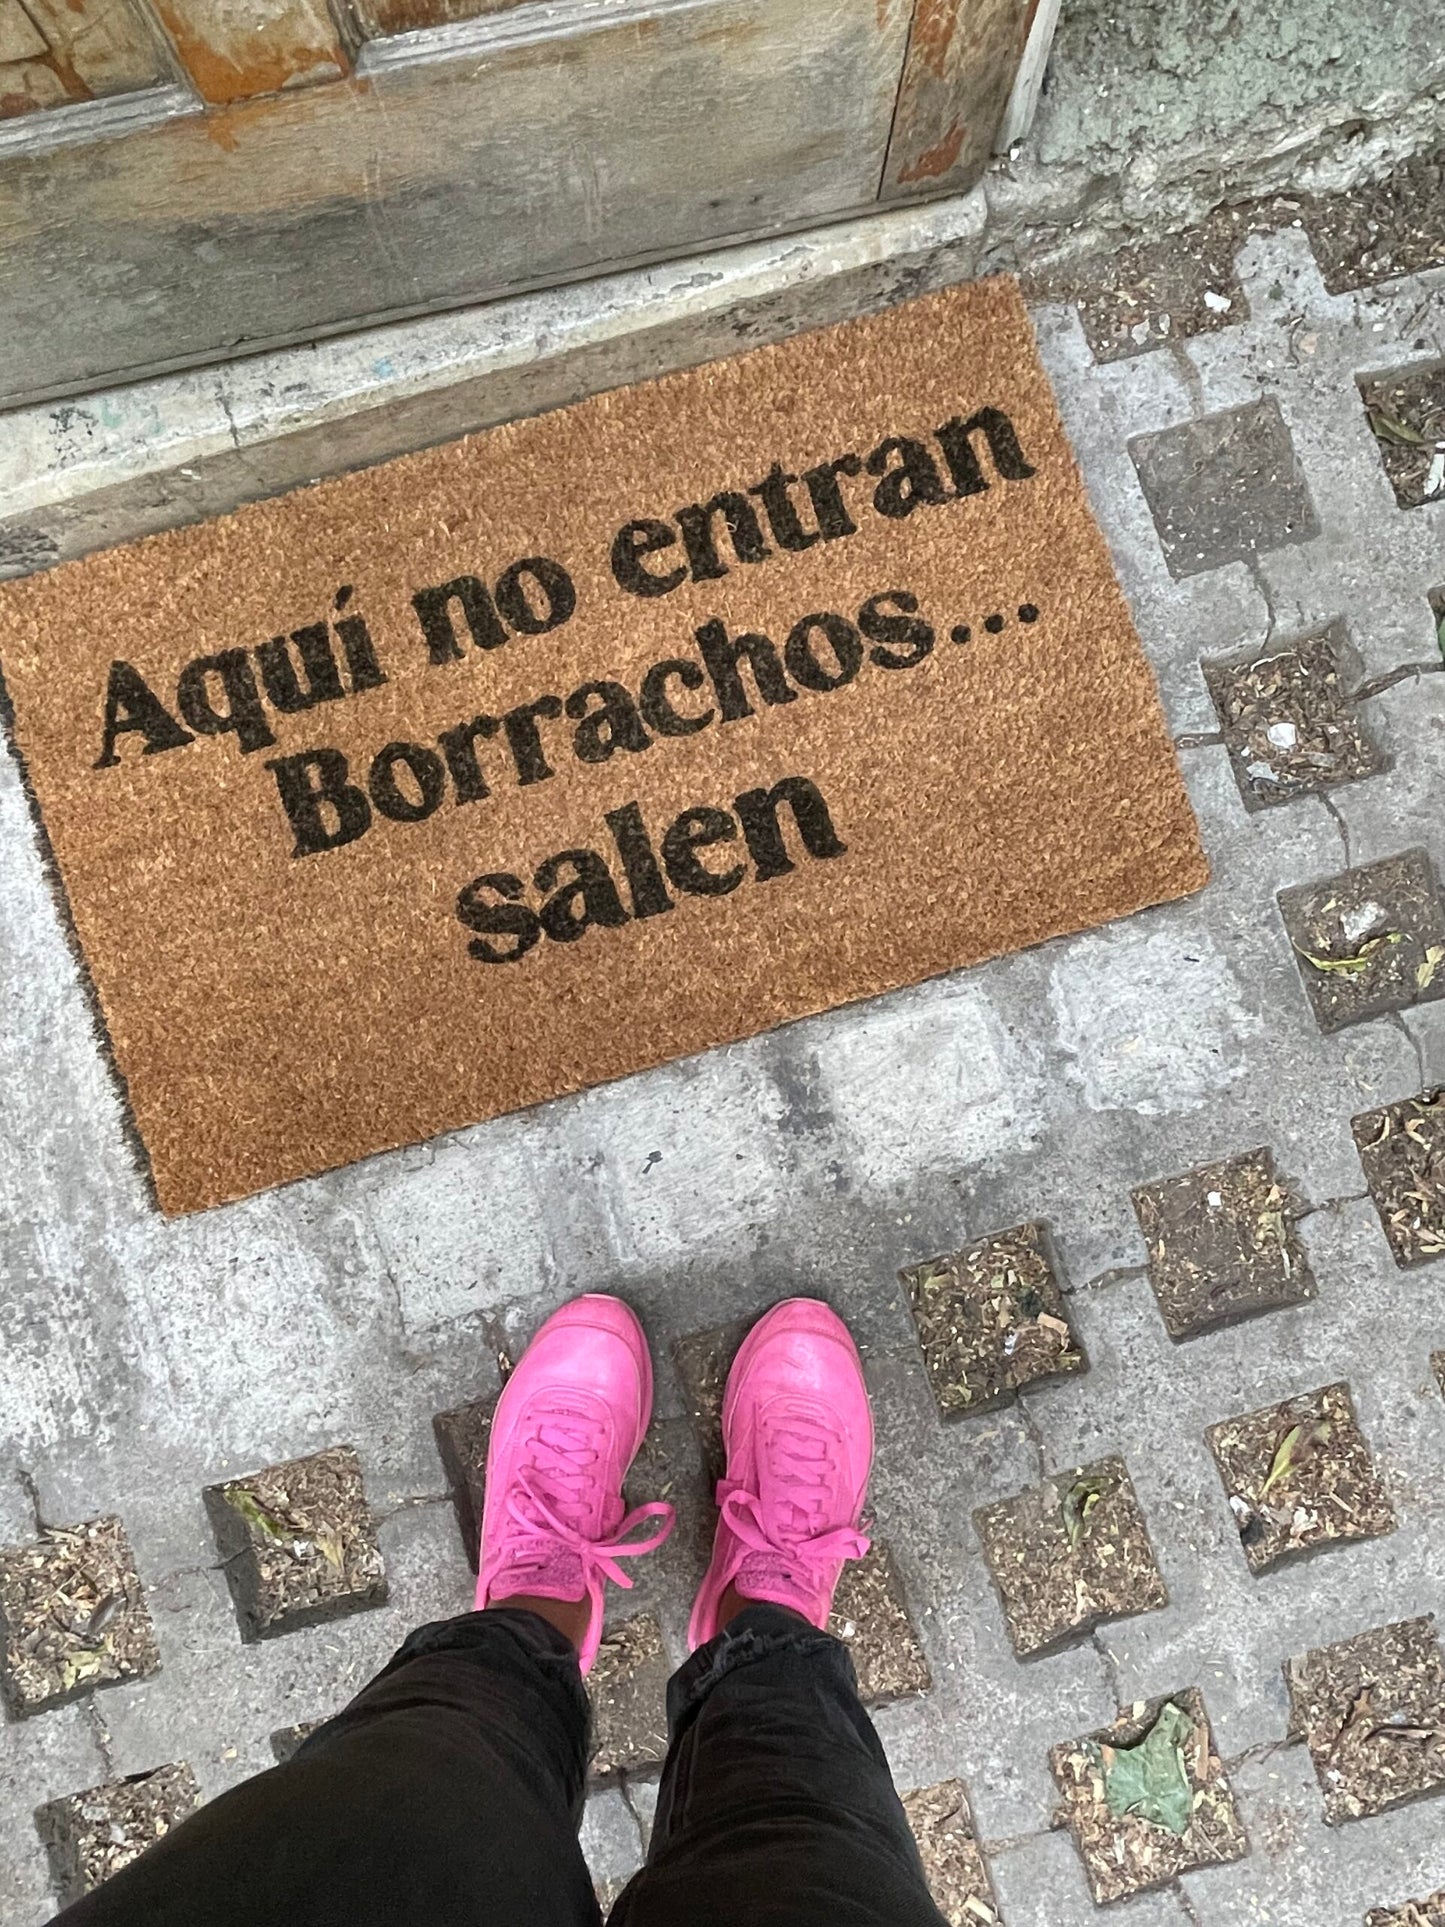 Aquí no entran
Borrachos...
salen